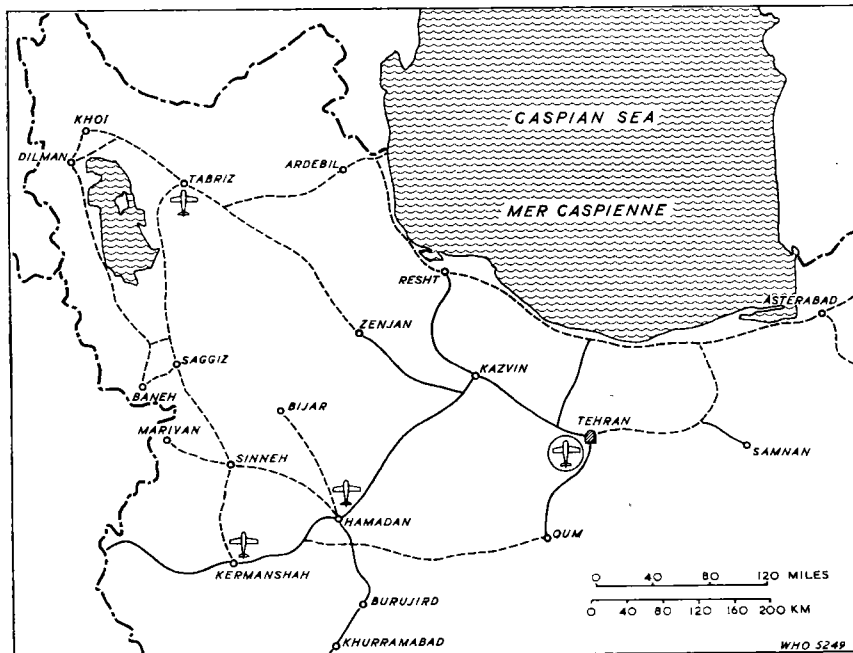 CASPIAN SEA
KHOI
DILMAN
TABRIZ
ARDEBIL
MER CASPIENNE
RESHT
ASTERABAD
ZENJAN
SAGGIZ
KAZVIN
BANEH
BIJAR
MARIVAN
TEHRAN
SINNEH
SAMNAN
HAMADAN
QUM
KERMANSHAH
0 40 80 120 MILES
0 40 80 120 160 200 KM
BURUJIRD
KHURRAMABAD
WHO 5249